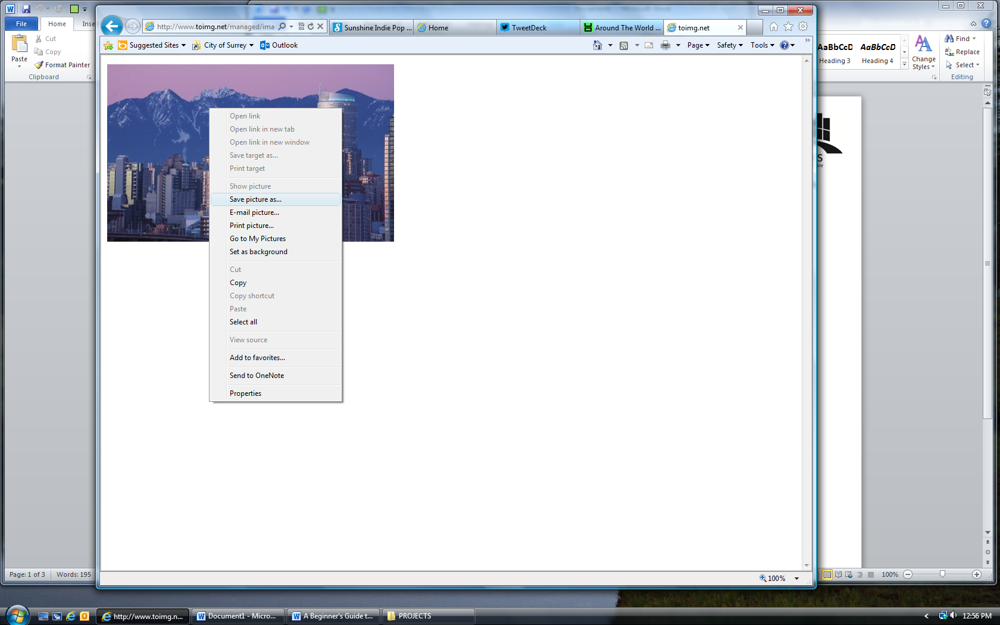 File
Home
Inse
Paste
Cut
Copy
Format Painter
Clipboard
http://www.toimg.net/managed/ima
Sunshine Indie Pop ...
Home
TweetDeck
Around The World ...
toimg.net
Suggested Sites
City of Surrey
Outlook
Page
Safety
Tools
AaBbCcD
AaBbCcD
Heading 3
Heading 4
Change
Styles
Find
Replace
Select
Editing
Open link
Open link in new tab
Open link in new window
Save target as...
Print target
Show picture
Save picture as...
E-mail picture...
Print picture...
Go to My Pictures
Set as background
Cut
Copy
Copy shortcut
Paste
Select all
View source
Add to favorites...
Send to OneNote
Properties
S
100%
Page: 1 of 3
Words: 195
100%
http://www.toimg.n...
Document1 - Micro...
A Beginner's Guide t...
PROJECTS
12:56 PM